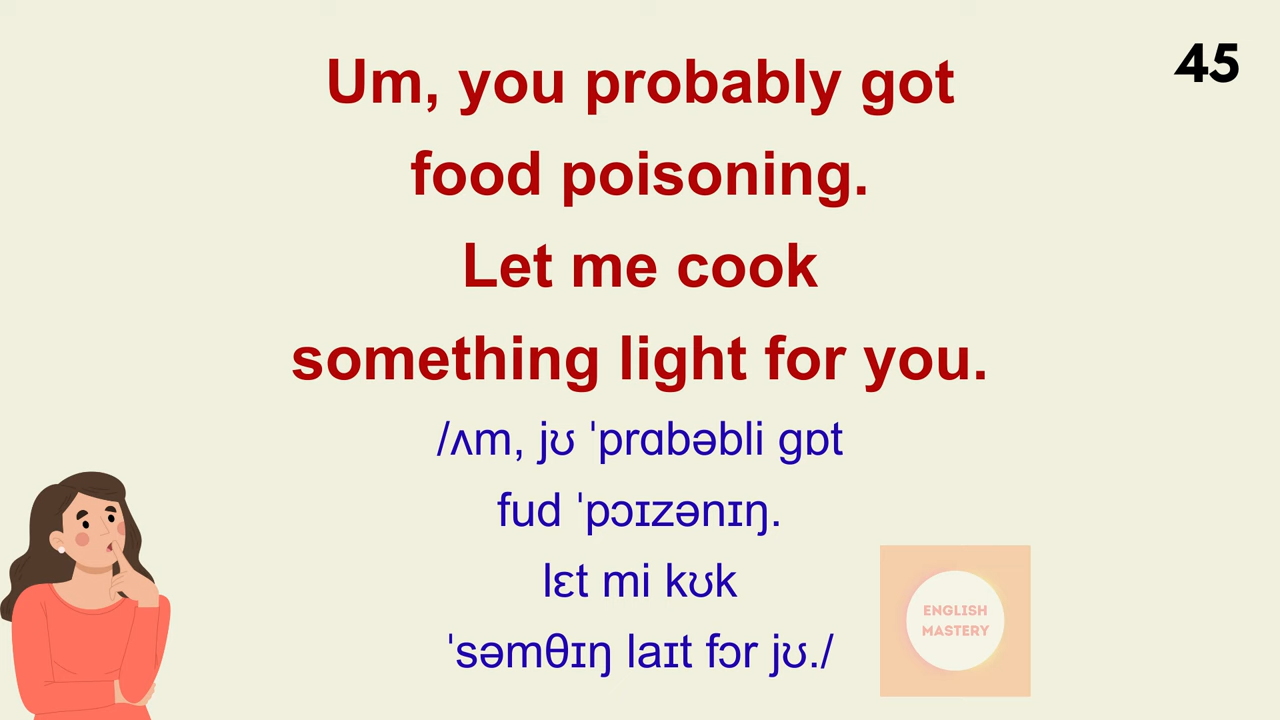 45
Um, you probably got
food poisoning.
Let me cook
something light for you.
/ʌm, jʊ ˈprɑbəbli gɒt
fud ˈpɔɪzənɪŋ.
lɛt mi kʊk
ˈsəmθɪŋ laɪt fɔr jʊ./
ENGLISH
MASTERY